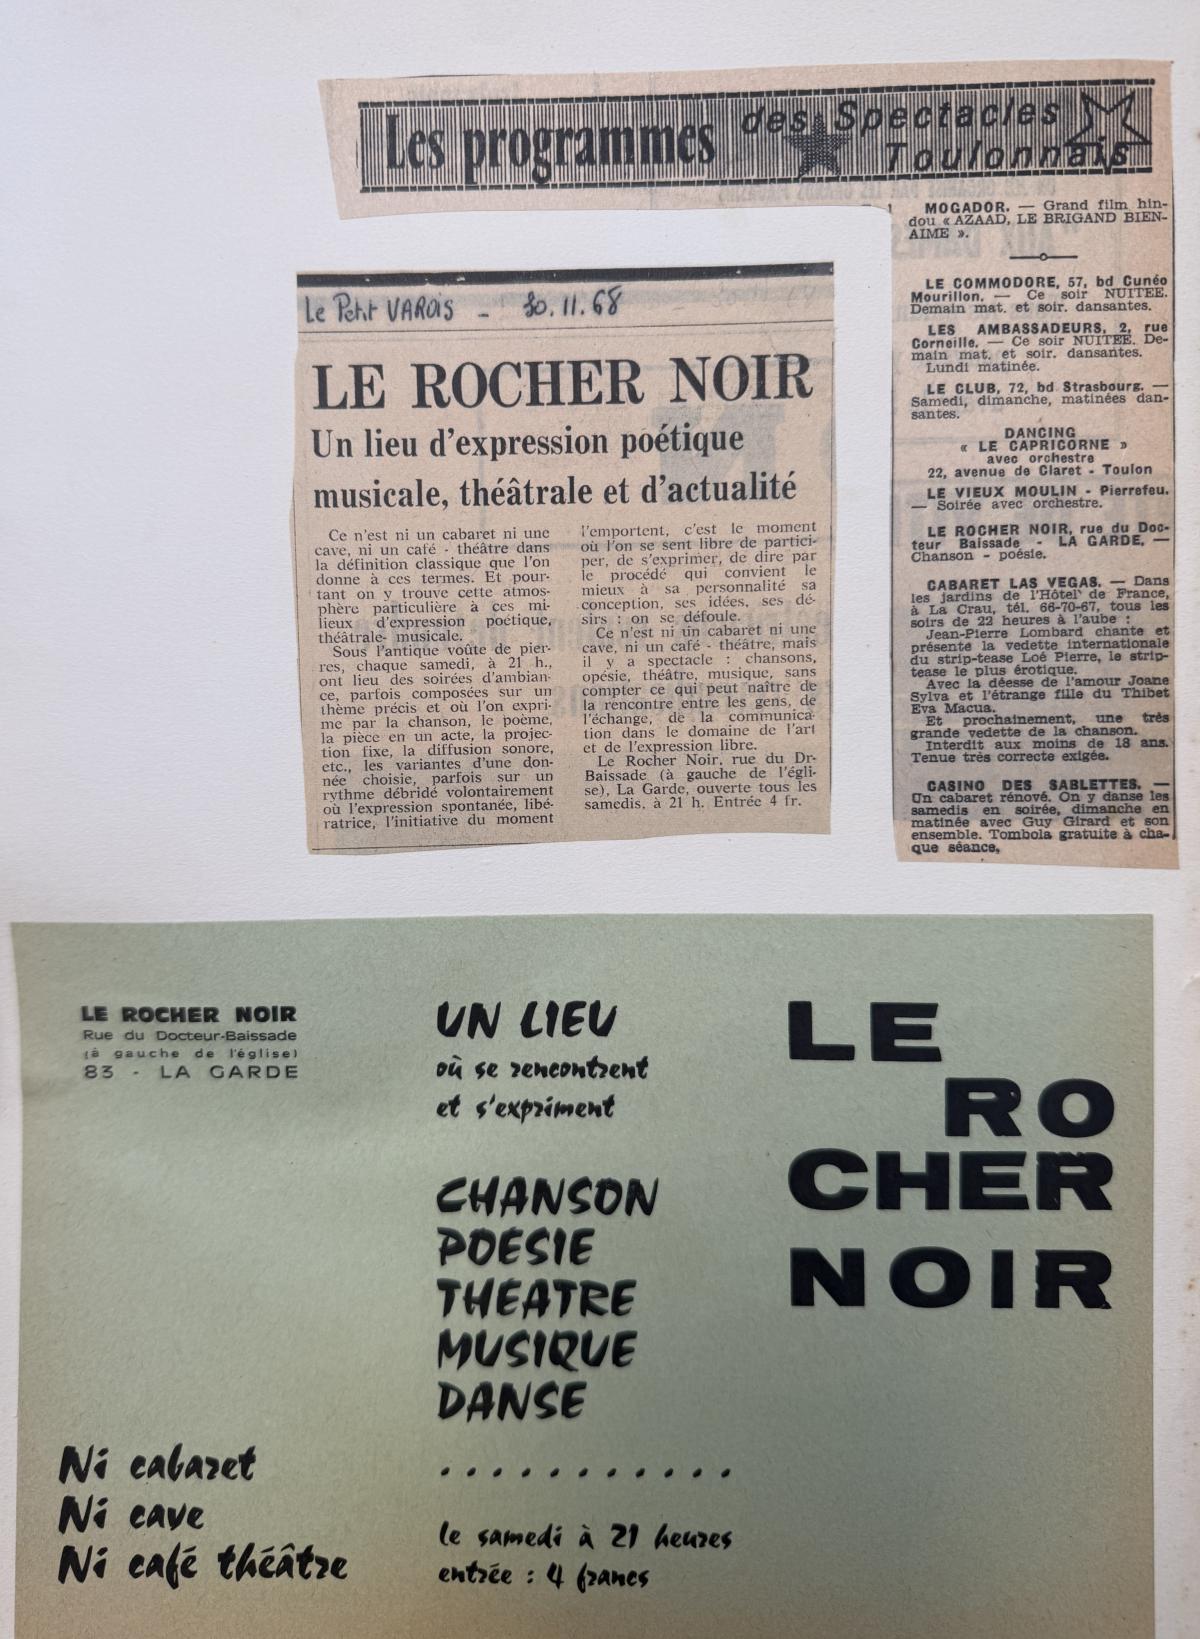 Les programmes des Spectacles
Toulonnais
MOGADOR. — Grand film hin-
dou « AZAAD, LE BRIGAND BIEN-
AIME ».
LE COMMODORE, 57, bd Cunéo
Mourillon. — Ce soir NUITEE.
Demain mat. et soir. dansantes.
LES AMBASSADEURS, 2, rue
Corneille. — Ce soir NUITEE. De-
main mat. et soir. dansantes.
Lundi matinée.
LE CLUB, 72, bd Strasbourg. —
Samedi, dimanche, matinées dan-
santes.
DANCING
« LE CAPRICORNE »
avec orchestre
22, avenue de Claret - Toulon
LE VIEUX MOULIN - Pierrefeu.
— Soirée avec orchestre.
LE ROCHER NOIR, rue du Doc-
teur Baissade - LA GARDE. —
Chanson - poésie.
CABARET LAS VEGAS. — Dans
les jardins de l'Hôtel de France,
à La Crau, tél. 66-70-67, tous les
soirs de 22 heures à l'aube :
Jean-Pierre Lombard chante et
présente la vedette internationale
du strip-tease Loé Pierre, le strip-
tease le plus érotique.
Avec la déesse de l'amour Joane
Sylva et l'étrange fille du Thibet
Eva Macua.
Et prochainement, une très
grande vedette de la chanson.
Interdit aux moins de 18 ans.
Tenue très correcte exigée.
CASINO DES SABLETTES. —
Un cabaret rénové. On y danse les
samedis en soirée, dimanche en
matinée avec Guy Girard et son
ensemble. Tombola gratuite à cha-
que séance,
Le Petit VAROIS - 30.11.68
LE ROCHER NOIR
Un lieu d'expression poétique
musicale, théâtrale et d'actualité
Ce n'est ni un cabaret ni une
cave, ni un café - théâtre dans
la définition classique que l'on
donne à ces termes. Et pour-
tant on y trouve cette atmos-
phère particulière à ces mi-
lieux d'expression poétique,
théâtrale- musicale.
Sous l'antique voûte de pier-
res, chaque samedi, à 21 h.,
ont lieu des soirées d'ambian-
ce, parfois composées sur un
thème précis et où l'on expri-
me par la chanson, le poème,
la pièce en un acte, la projec-
tion fixe, la diffusion sonore,
etc., les variantes d'une don-
née choisie, parfois sur un
rythme débridé volontairement
où l'expression spontanée, libé-
ratrice, l'initiative du moment
l'emportent, c'est le moment
où l'on se sent libre de partici-
per, de s'exprimer, de dire par
le procédé qui convient le
mieux à sa personnalité sa
conception, ses idées, ses dé-
sirs : on se défoule.
Ce n'est ni un cabaret ni une
cave, ni un café - théâtre, mais
il y a spectacle : chansons,
opésie, théâtre, musique, sans
compter ce qui peut naître de
la rencontre entre les gens, de
l'échange, de la communica-
tion dans le domaine de l'art
et de l'expression libre.
Le Rocher Noir, rue du Dr-
Baissade (à gauche de l'égli-
se), La Garde, ouverte tous les
samedis, à 21 h. Entrée 4 fr.
LE ROCHER NOIR
Rue du Docteur-Baissade
(à gauche de l'église)
83 - LA GARDE
Ni cabaret
Ni cave
Ni café théâtre
UN LIEU
où se rencontrent
et s'expriment
CHANSON
POÉSIE
THEATRE
MUSIQUE
DANSE
. . . . . . . . . . . .
le samedi à 21 heures
entrée : 4 francs
LE
RO
CHER
NOIR